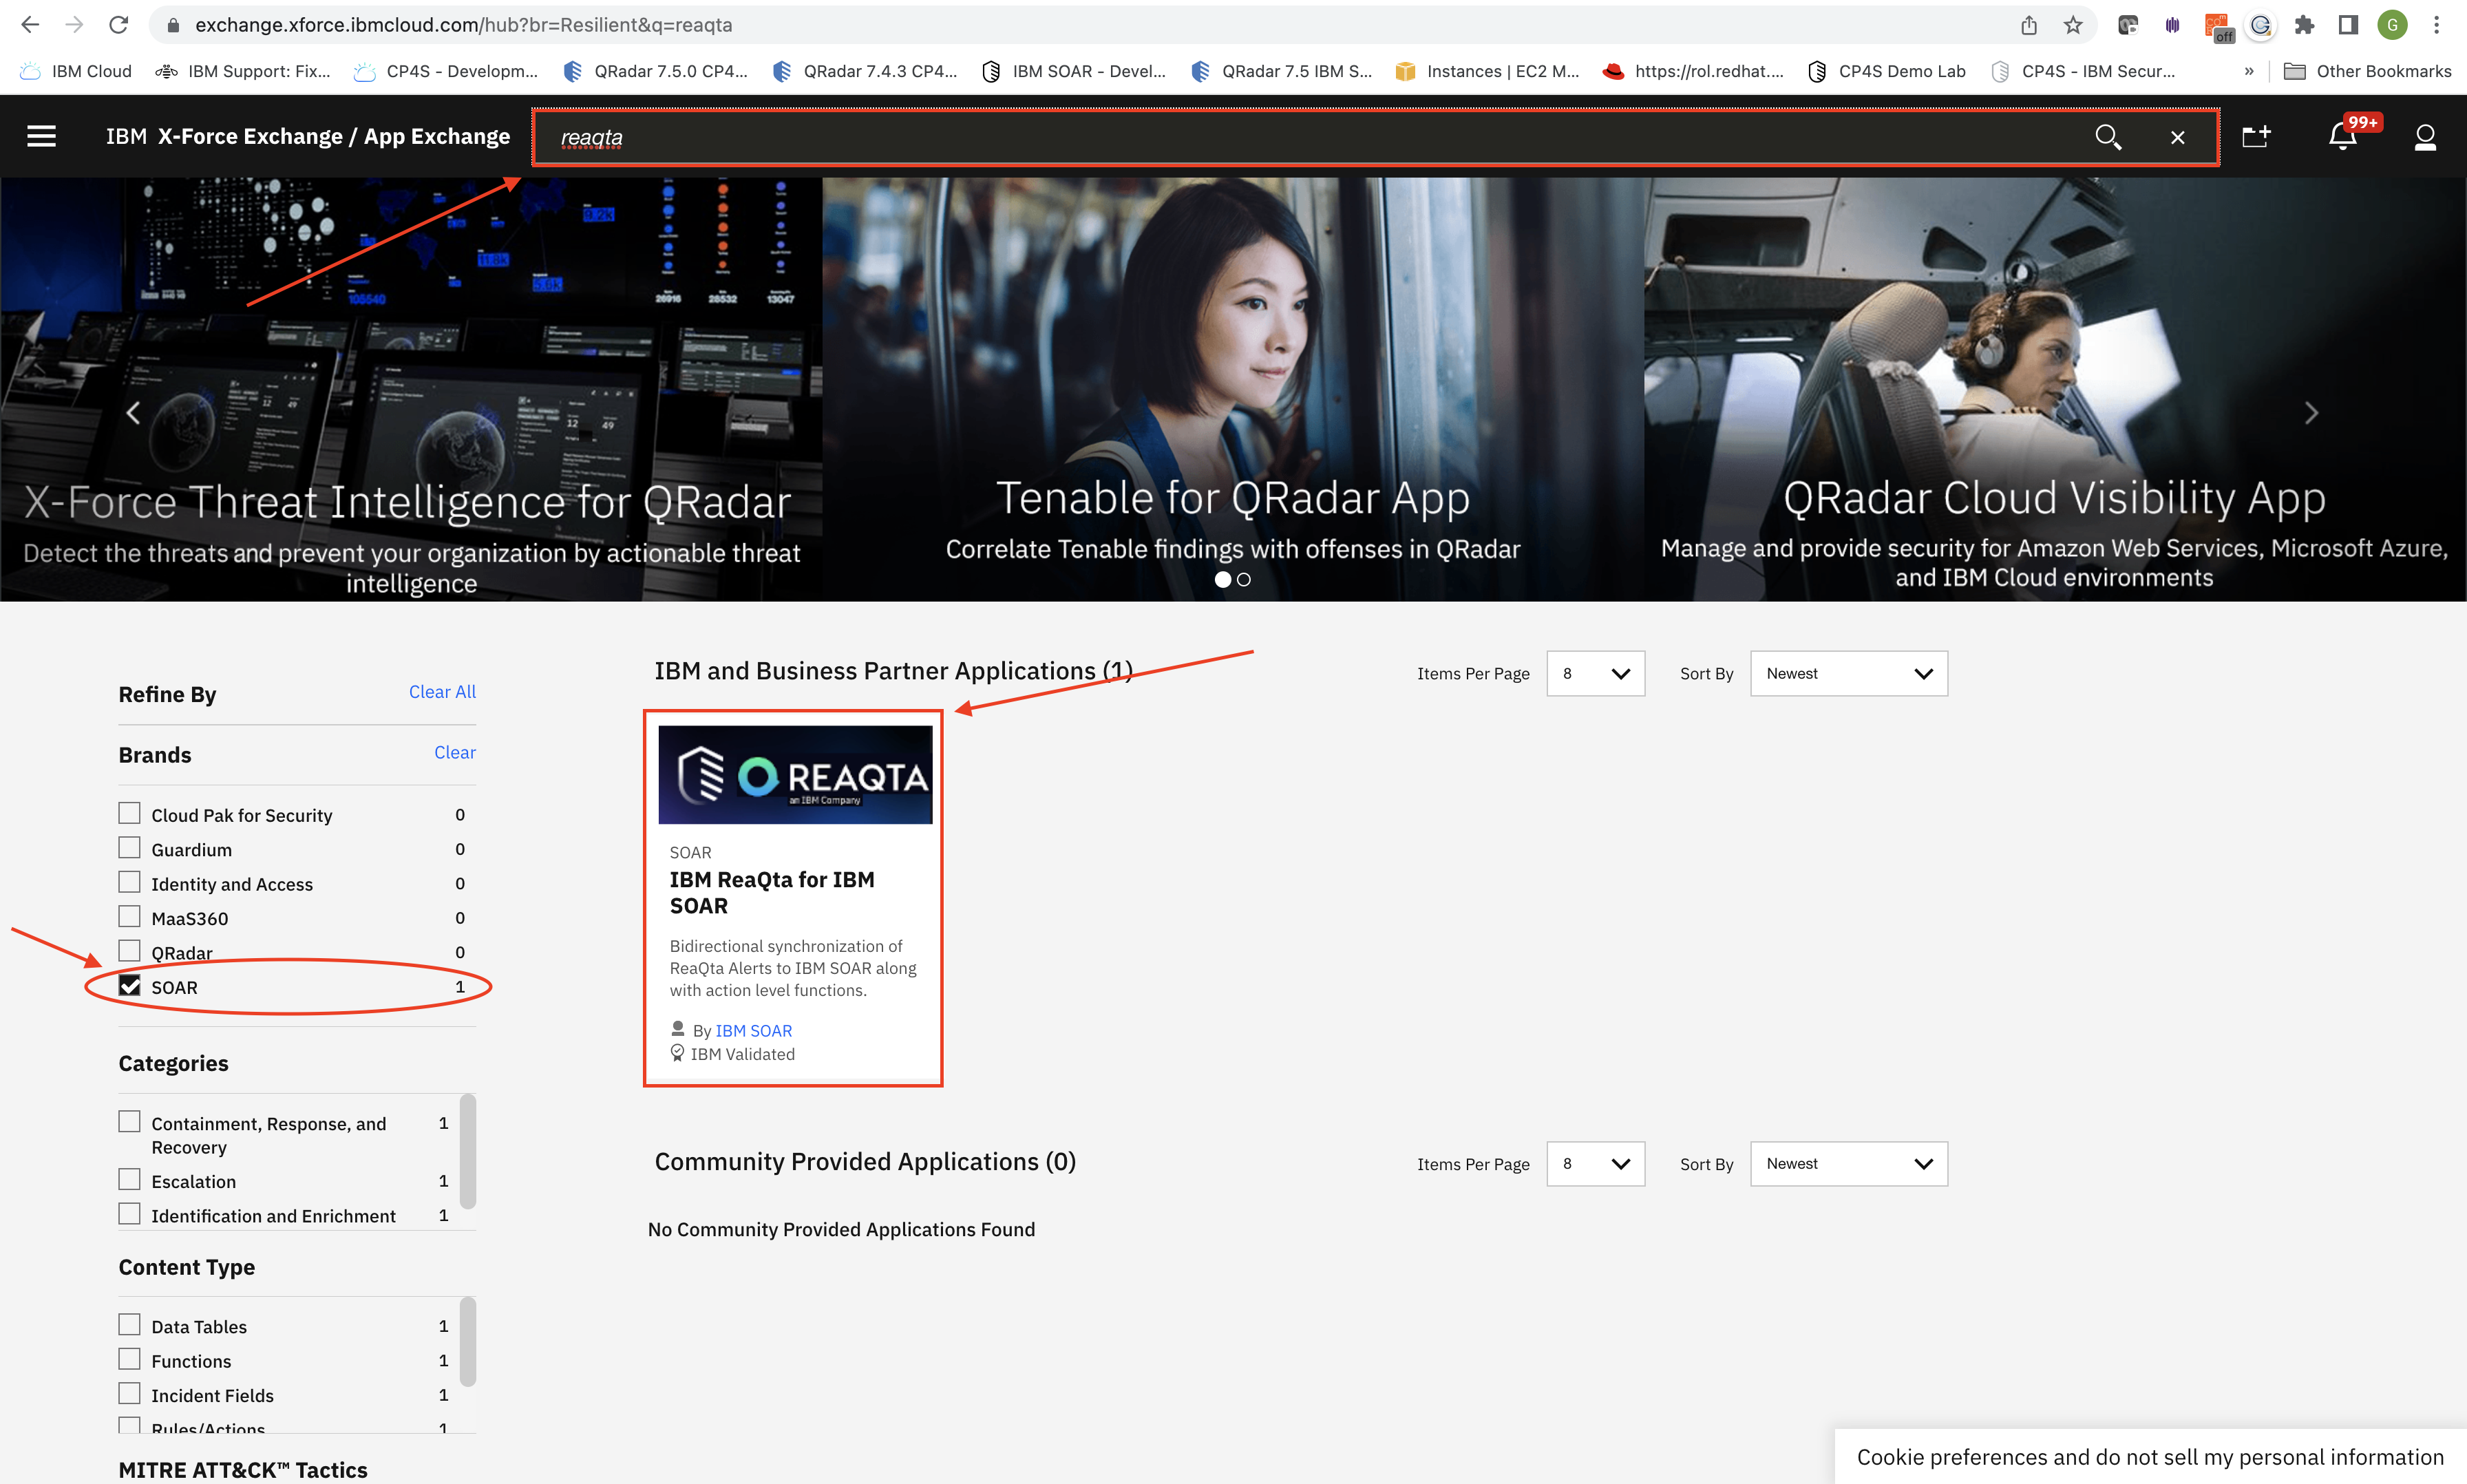 exchange.xforce.ibmcloud.com/hub?br=Resilient&q=reaqta
off
G
IBM Cloud
IBM Support: Fix...
CP4S - Developm...
QRadar 7.5.0 CP4...
QRadar 7.4.3 CP4...
IBM SOAR - Devel...
QRadar 7.5 IBM S...
Instances | EC2 M...
https://rol.redhat....
CP4S Demo Lab
CP4S - IBM Secur...
»
Other Bookmarks
IBM X-Force Exchange / App Exchange
reaqta
99+
105540
26916
28532
13047
X-Force Threat Intelligence for QRadar
Detect the threats and prevent your organization by actionable threat
intelligence
Tenable for QRadar App
Correlate Tenable findings with offenses in QRadar
QRadar Cloud Visibility App
Manage and provide security for Amazon Web Services, Microsoft Azure,
and IBM Cloud environments
Refine By
Clear All
Brands
Clear
Cloud Pak for Security 0
Guardium 0
Identity and Access 0
MaaS360 0
QRadar 0
SOAR 1
Categories
Containment, Response, and 1
Recovery
Escalation 1
Identification and Enrichment 1
Content Type
Data Tables 1
Functions 1
Incident Fields 1
Rules/Actions 1
MITRE ATT&CK™ Tactics
IBM and Business Partner Applications (1)
Items Per Page 8
Sort By Newest
REAQTA
an IBM Company
SOAR
IBM ReaQta for IBM
SOAR
Bidirectional synchronization of
ReaQta Alerts to IBM SOAR along
with action level functions.
By IBM SOAR
IBM Validated
Community Provided Applications (0)
Items Per Page 8
Sort By Newest
No Community Provided Applications Found
Cookie preferences and do not sell my personal information